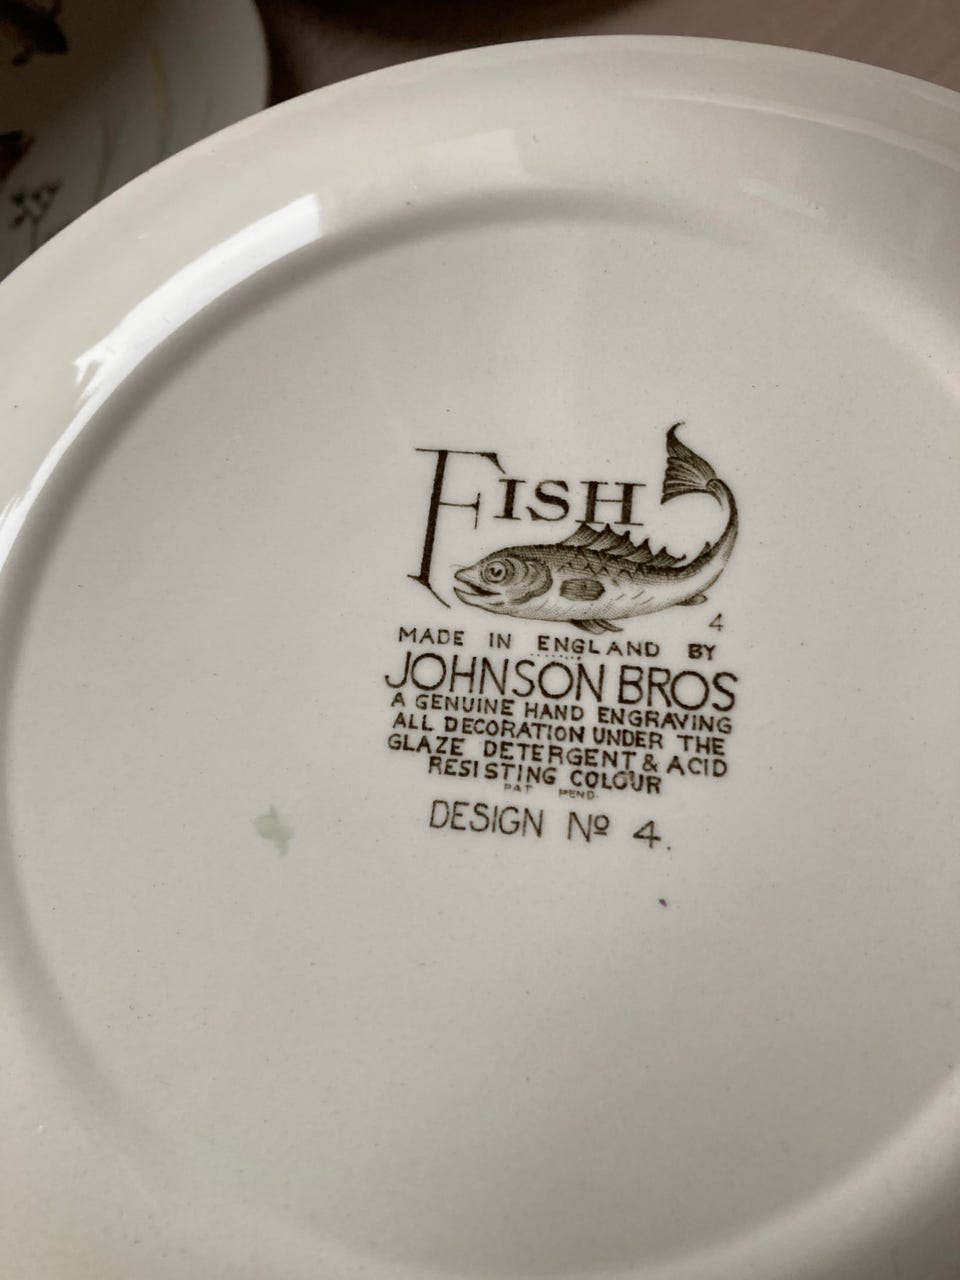 FISH
4
MADE IN ENGLAND BY
JOHNSON BROS
A GENUINE HAND ENGRAVING
ALL DECORATION UNDER THE
GLAZE DETERGENT & ACID
RESISTING COLOUR
PAT PEND.
DESIGN Nº 4.